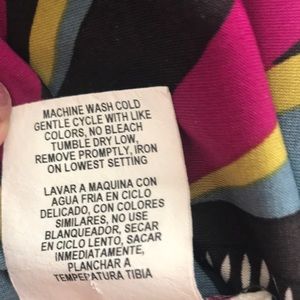 MACHINE WASH COLD
GENTLE CYCLE WITH LIKE
COLORS, NO BLEACH
TUMBLE DRY LOW,
REMOVE PROMPTLY, IRON
ON LOWEST SETTING
LAVAR A MAQUINA CON
AGUA FRIA EN CICLO
DELICADO, CON COLORES
SIMILARES, NO USE
BLANQUEADOR, SECAR
EN CICLO LENTO, SACAR
INMEDIATAMENTE,
PLANCHAR A
TEMPERATURA TIBIA